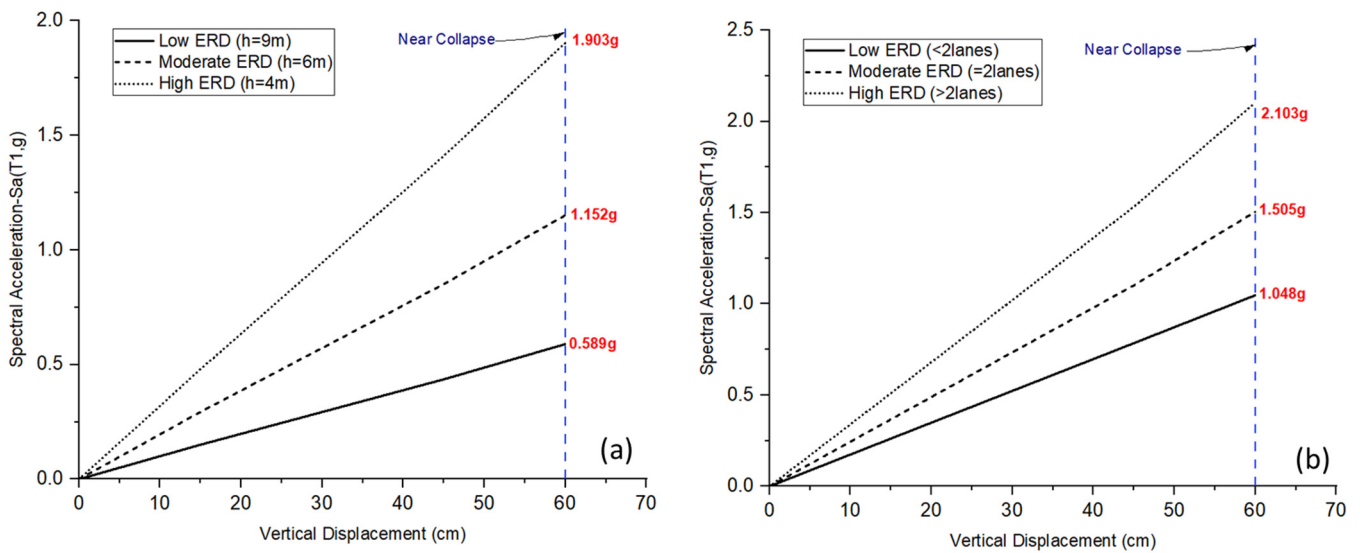 2.0
1.5
1.0
0.5
0.0
Spectral Acceleration-Sa(T1,g)
Low ERD (h=9m)
Moderate ERD (h=6m)
High ERD (h=4m)
Near Collapse
1.903g
1.152g
0.589g
(a)
0 10 20 30 40 50 60 70
Vertical Displacement (cm)
2.5
2.0
1.5
1.0
0.5
0.0
Spectral Acceleration-Sa(T1,g)
Low ERD (<2lanes)
Moderate ERD (=2lanes)
High ERD (>2lanes)
Near Collapse
2.103g
1.505g
1.048g
(b)
0 10 20 30 40 50 60 70
Vertical Displacement (cm)